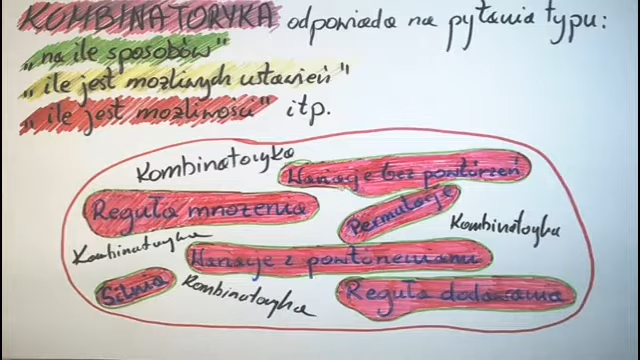 KOMBINATORYKA odpowiada na pytania typu:
„na ile sposobów"
„ile jest możliwych ustawień"
„ile jest możliwości" itp.
Kombinatoryka
Wariacje bez powtórzeń
Reguła mnożenia
Permutacje
Kombinatoryka
Kombinatoryka
Wariacje z powtórzeniami
Silnia
Kombinatoryka
Reguła dodawania